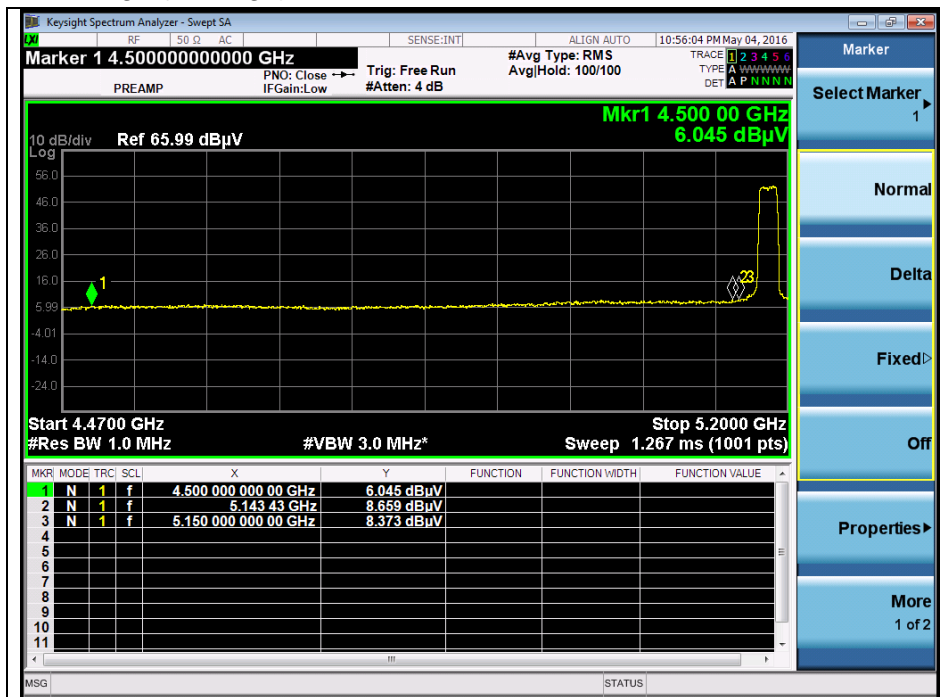 Keysight Spectrum Analyzer - Swept SA
LXI RF 50 Ω AC SENSE:INT ALIGN AUTO 10:56:04 PM May 04, 2016
Marker 1 4.500000000000 GHz
PREAMP
PNO: Close
IFGain:Low
Trig: Free Run
#Atten: 4 dB
#Avg Type: RMS
Avg|Hold: 100/100
TRACE 1 2 3 4 5 6
TYPE A WWWWW
DET A P N N N N
Mkr1 4.500 00 GHz
6.045 dBµV
10 dB/div Ref 65.99 dBµV
Log
56.0
46.0
36.0
26.0
16.0
5.99
-4.01
-14.0
-24.0
1
2 3
Start 4.4700 GHz Stop 5.2000 GHz
#Res BW 1.0 MHz #VBW 3.0 MHz* Sweep 1.267 ms (1001 pts)
MKR MODE TRC SCL X Y FUNCTION FUNCTION WIDTH FUNCTION VALUE
1 N 1 f 4.500 000 000 00 GHz 6.045 dBµV
2 N 1 f 5.143 43 GHz 8.659 dBµV
3 N 1 f 5.150 000 000 00 GHz 8.373 dBµV
4
5
6
7
8
9
10
11
MSG STATUS
Marker
Select Marker
1
Normal
Delta
Fixed
Off
Properties
More
1 of 2